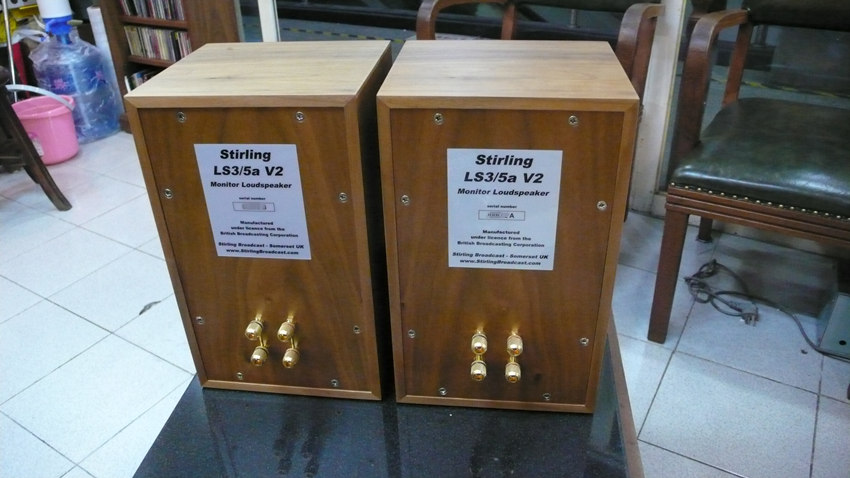 Stirling
LS3/5a V2
Monitor Loudspeaker
serial number
Manufactured
under licence from the
British Broadcasting Corporation
Stirling Broadcast - Somerset UK
www.StirlingBroadcast.com
Stirling
LS3/5a V2
Monitor Loudspeaker
serial number
A
Manufactured
under licence from the
British Broadcasting Corporation
Stirling Broadcast - Somerset UK
www.StirlingBroadcast.com